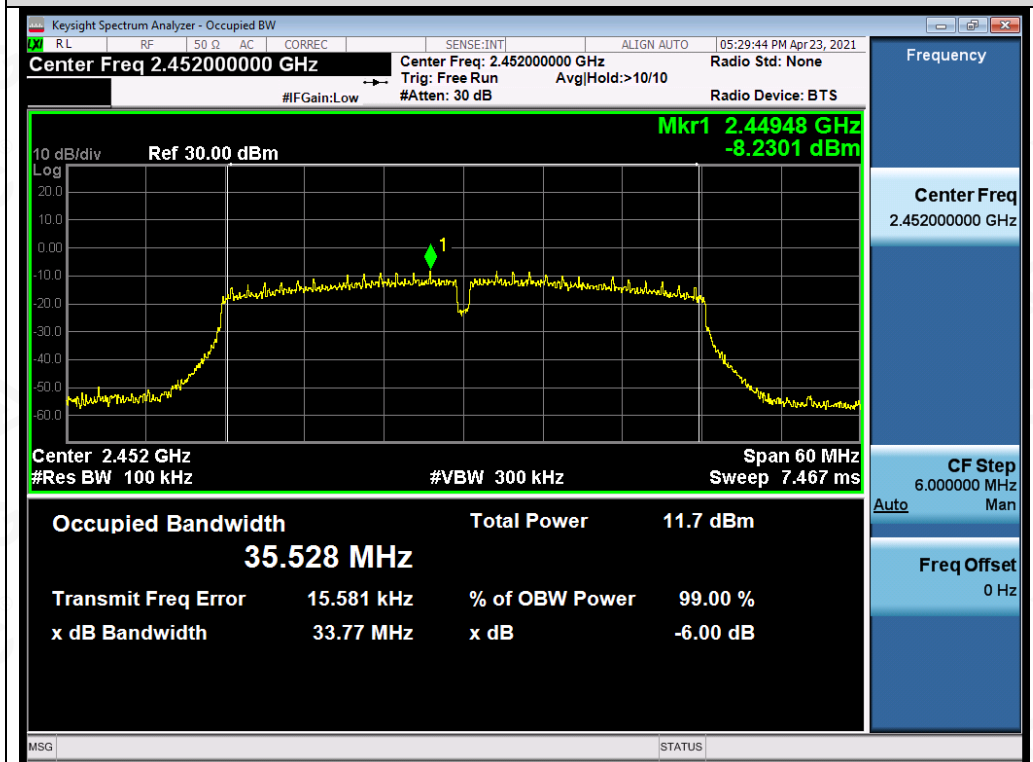 Keysight Spectrum Analyzer - Occupied BW
LXI RL RF 50 Ω AC CORREC SENSE:INT ALIGN AUTO 05:29:44 PM Apr 23, 2021
Center Freq 2.452000000 GHz Center Freq: 2.452000000 GHz Radio Std: None
Trig: Free Run Avg|Hold:>10/10
#IFGain:Low #Atten: 30 dB Radio Device: BTS
Frequency
Mkr1 2.44948 GHz
-8.2301 dBm
10 dB/div Ref 30.00 dBm
Log
20.0
10.0
0.00
-10.0
-20.0
-30.0
-40.0
-50.0
-60.0
1
Center 2.452 GHz Span 60 MHz
#Res BW 100 kHz #VBW 300 kHz Sweep 7.467 ms
Center Freq
2.452000000 GHz
CF Step
6.000000 MHz
Auto Man
Freq Offset
0 Hz
Occupied Bandwidth Total Power 11.7 dBm
35.528 MHz
Transmit Freq Error 15.581 kHz % of OBW Power 99.00 %
x dB Bandwidth 33.77 MHz x dB -6.00 dB
MSG STATUS